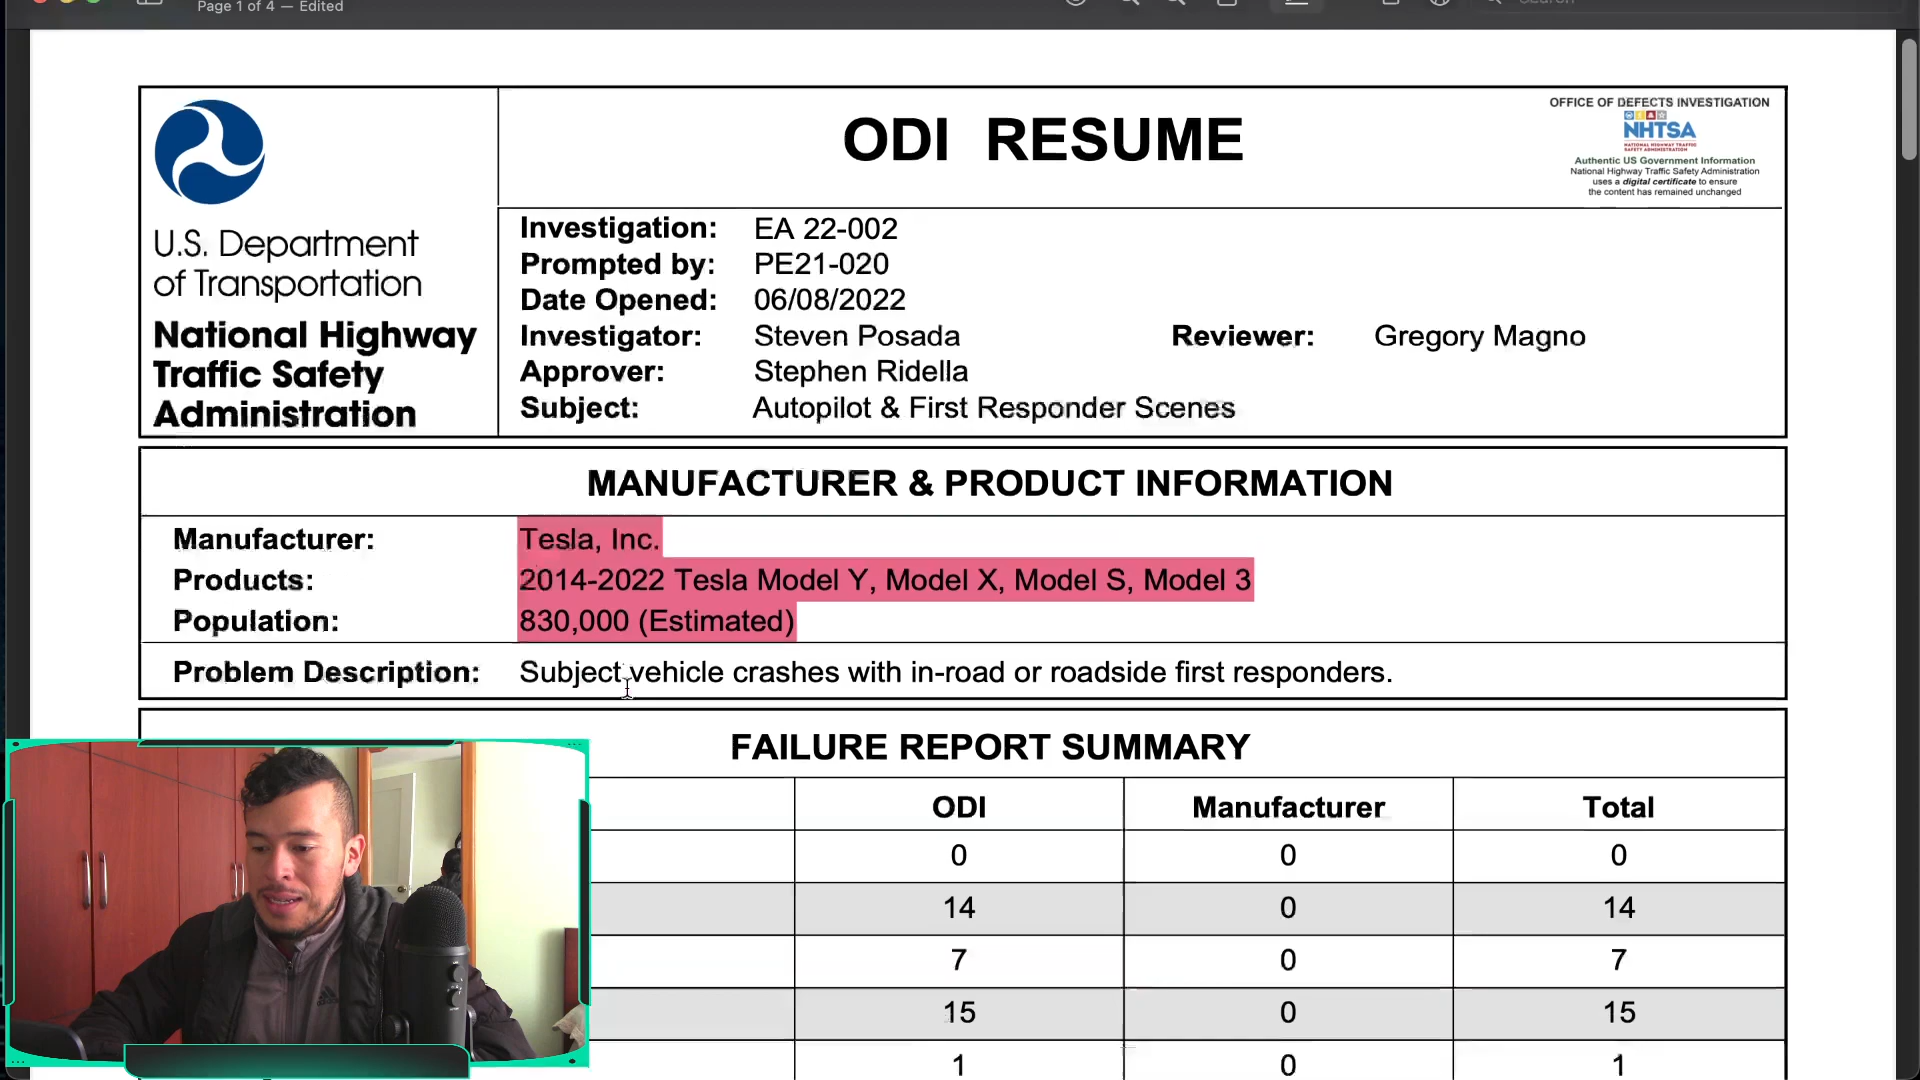 Page 1 of 4 — Edited
Search
ODI RESUME
OFFICE OF DEFECTS INVESTIGATION
NHTSA
NATIONAL HIGHWAY TRAFFIC
SAFETY ADMINISTRATION
Authentic US Government Information
National Highway Traffic Safety Administration
uses a digital certificate to ensure
the content has remained unchanged
U.S. Department
of Transportation
National Highway
Traffic Safety
Administration
Investigation: EA 22-002
Prompted by: PE21-020
Date Opened: 06/08/2022
Investigator: Steven Posada Reviewer: Gregory Magno
Approver: Stephen Ridella
Subject: Autopilot & First Responder Scenes
MANUFACTURER & PRODUCT INFORMATION
Manufacturer: Tesla, Inc.
Products: 2014-2022 Tesla Model Y, Model X, Model S, Model 3
Population: 830,000 (Estimated)
Problem Description: Subject vehicle crashes with in-road or roadside first responders.
FAILURE REPORT SUMMARY
ODI Manufacturer Total
0 0 0
14 0 14
7 0 7
15 0 15
1 0 1